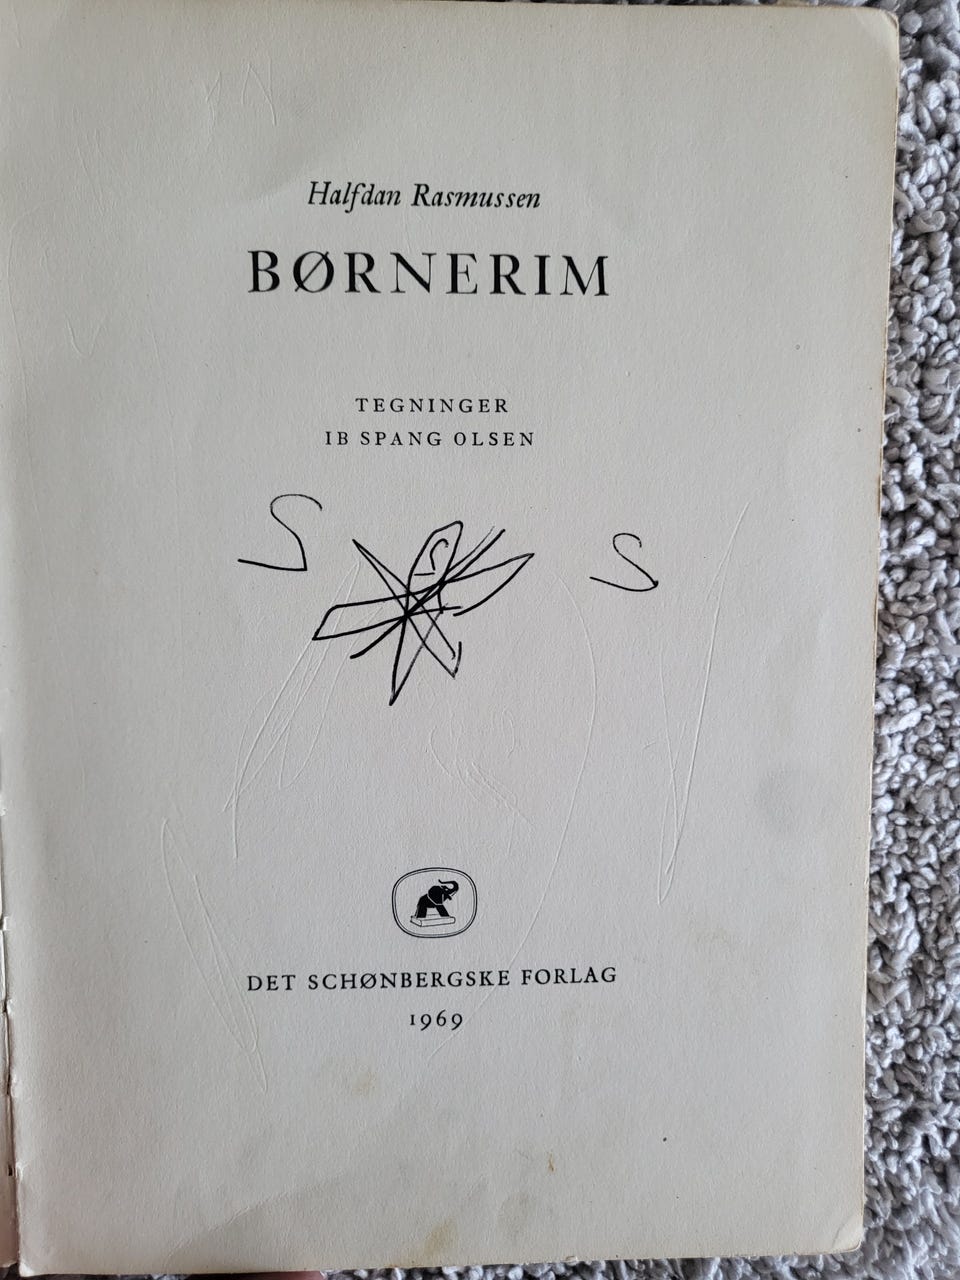 Halfdan Rasmussen
BØRNERIM
TEGNINGER
IB SPANG OLSEN
S S S
DET SCHØNBERGSKE FORLAG
1969